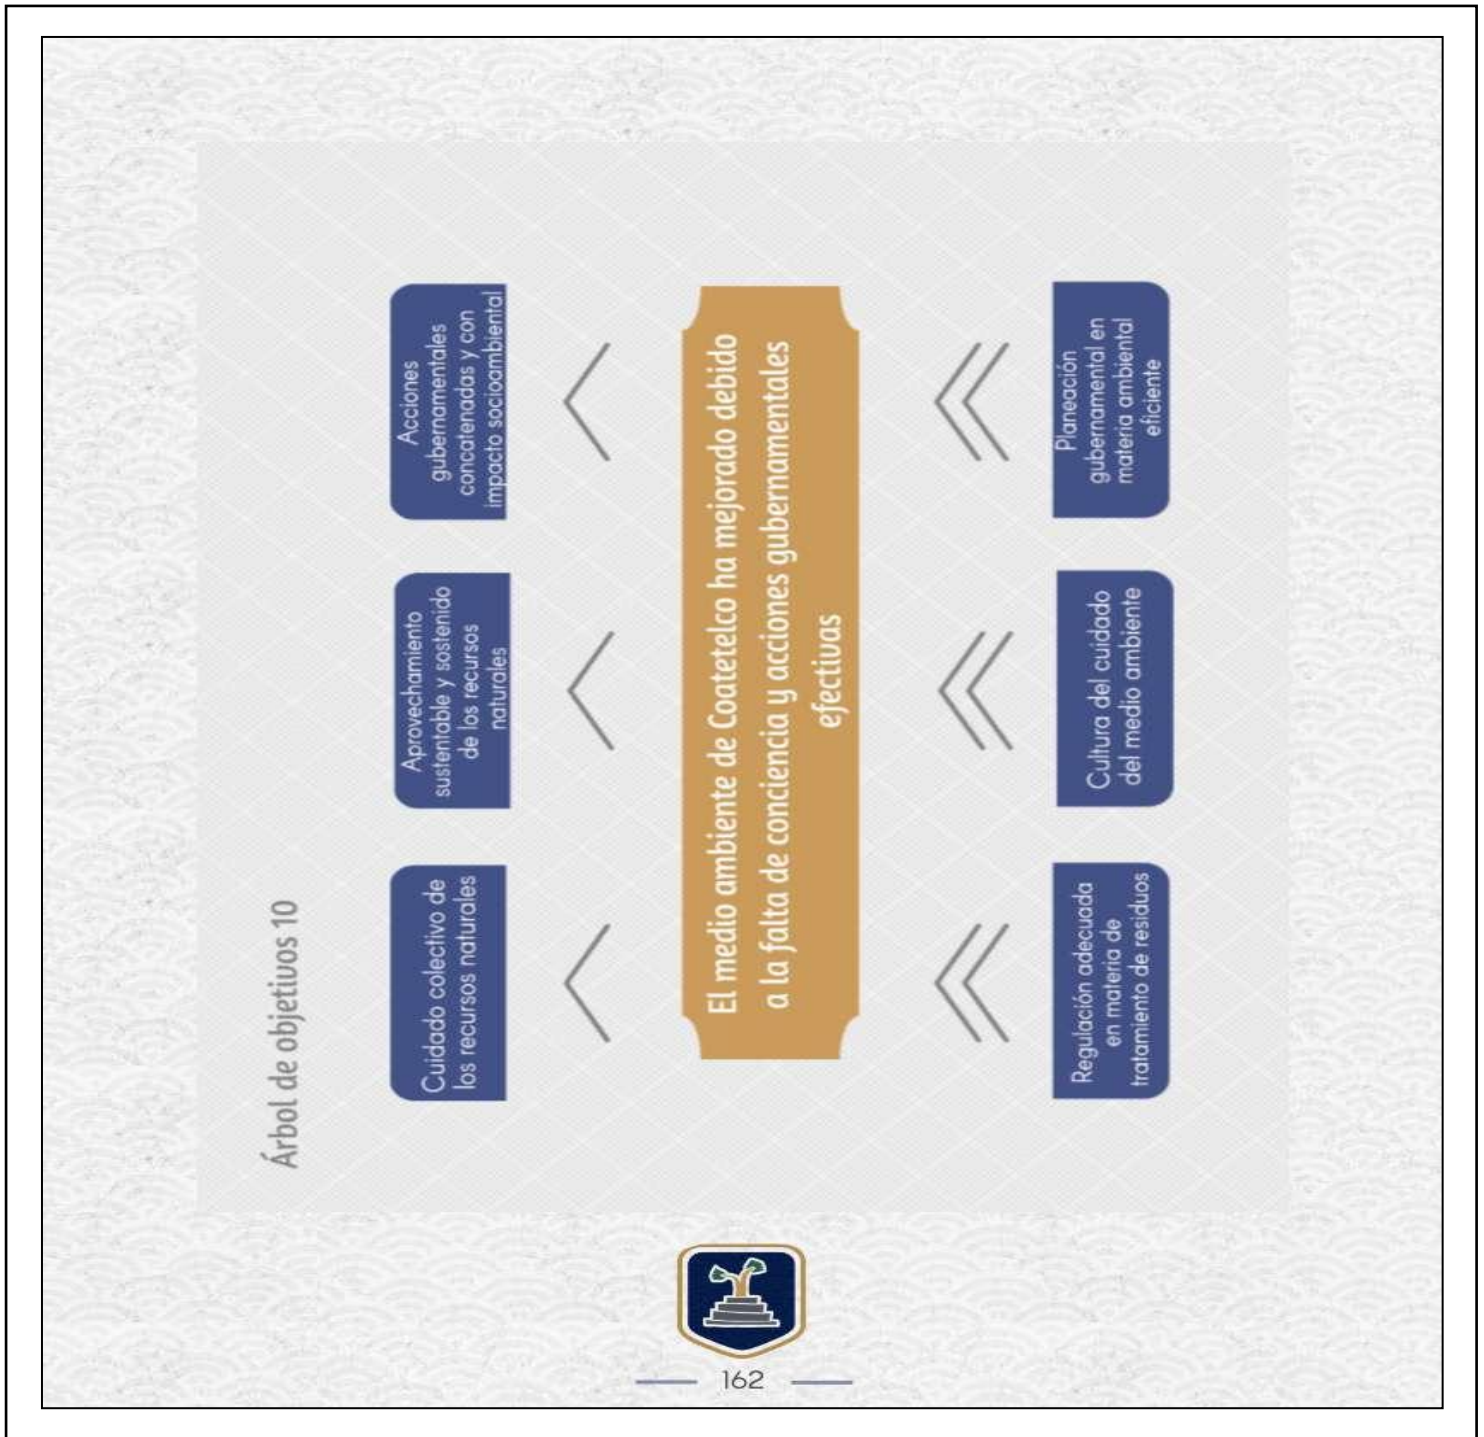 Árbol de objetivos 10
Cuidado colectivo de
los recursos naturales
Aprovechamiento
sustentable y sostenido
de los recursos
naturales
Acciones
gubernamentales
concatenadas y con
impacto socioambiental
El medio ambiente de Coatetelco ha mejorado debido
a la falta de conciencia y acciones gubernamentales
efectivas
Regulación adecuada
en materia de
tratamiento de residuos
Cultura del cuidado
del medio ambiente
Planeación
gubernamental en
materia ambiental
eficiente
162